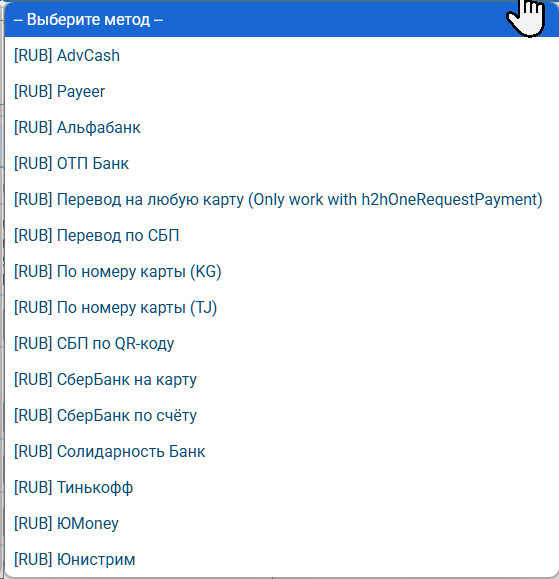 -- Выберите метод --
[RUB] AdvCash
[RUB] Payeer
[RUB] Альфабанк
[RUB] ОТП Банк
[RUB] Перевод на любую карту (Only work with h2hOneRequestPayment)
[RUB] Перевод по СБП
[RUB] По номеру карты (KG)
[RUB] По номеру карты (TJ)
[RUB] СБП по QR-коду
[RUB] СберБанк на карту
[RUB] СберБанк по счёту
[RUB] Солидарность Банк
[RUB] Тинькофф
[RUB] ЮMoney
[RUB] Юнистрим